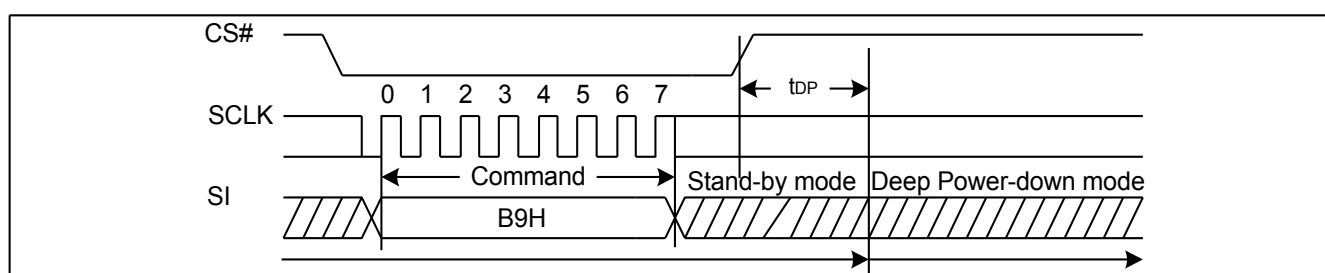 CS#
tDP
0 1 2 3 4 5 6 7
SCLK
Command
Stand-by mode Deep Power-down mode
SI
B9H